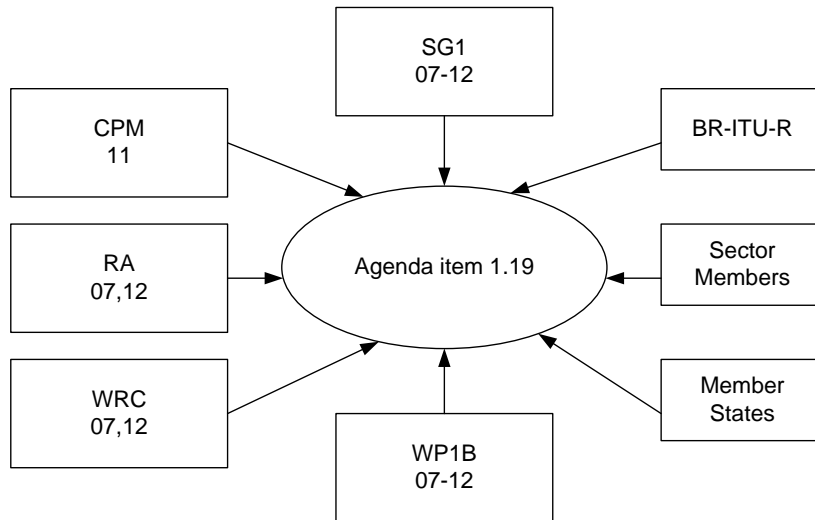 SG1
07-12
CPM
11
BR-ITU-R
RA
07,12
Agenda item 1.19
Sector
Members
WRC
07,12
WP1B
07-12
Member
States